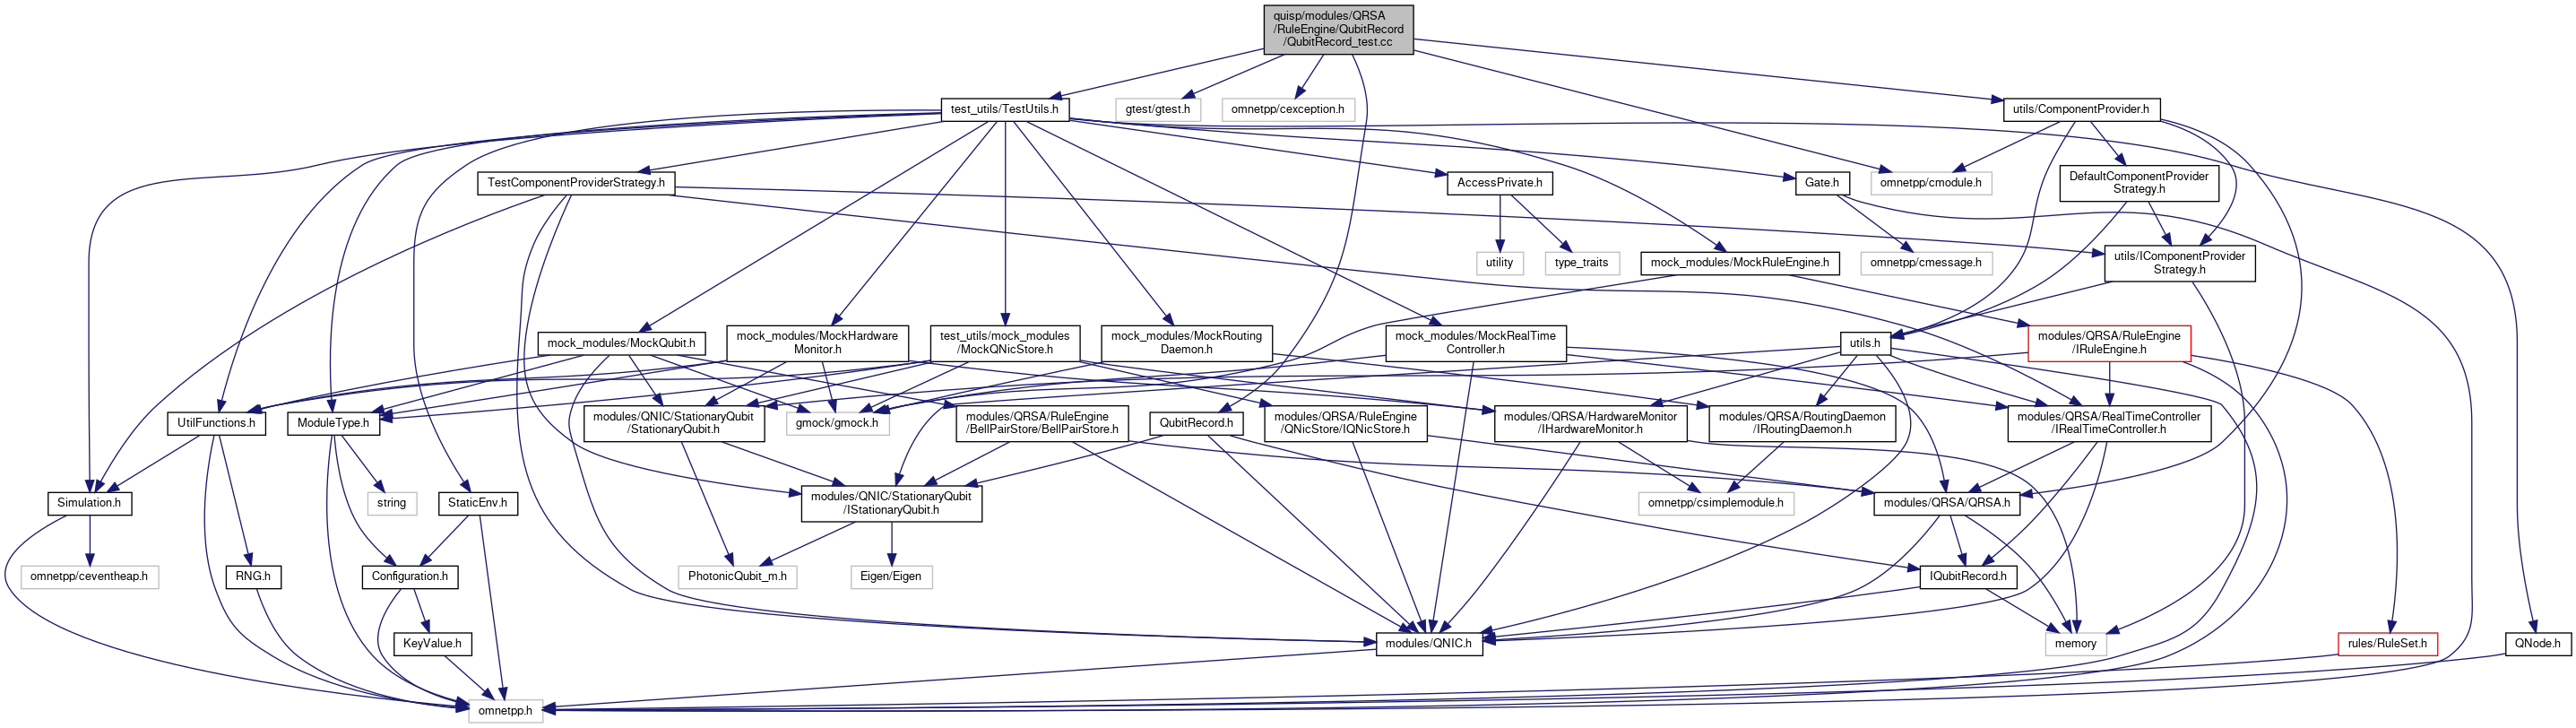 quisp/modules/QRSA
/RuleEngine/QubitRecord
/QubitRecord_test.cc
test_utils/TestUtils.h
gtest/gtest.h
omnetpp/cexception.h
utils/ComponentProvider.h
TestComponentProviderStrategy.h
AccessPrivate.h
Gate.h
omnetpp/cmodule.h
DefaultComponentProvider
Strategy.h
utility
type_traits
mock_modules/MockRuleEngine.h
omnetpp/cmessage.h
utils/IComponentProvider
Strategy.h
mock_modules/MockQubit.h
mock_modules/MockHardware
Monitor.h
test_utils/mock_modules
/MockQNicStore.h
mock_modules/MockRouting
Daemon.h
mock_modules/MockRealTime
Controller.h
utils.h
modules/QRSA/RuleEngine
/IRuleEngine.h
UtilFunctions.h
ModuleType.h
modules/QNIC/StationaryQubit
/StationaryQubit.h
gmock/gmock.h
modules/QRSA/RuleEngine
/BellPairStore/BellPairStore.h
QubitRecord.h
modules/QRSA/RuleEngine
/QNicStore/IQNicStore.h
modules/QRSA/HardwareMonitor
/IHardwareMonitor.h
modules/QRSA/RoutingDaemon
/IRoutingDaemon.h
modules/QRSA/RealTimeController
/IRealTimeController.h
Simulation.h
string
StaticEnv.h
modules/QNIC/StationaryQubit
/IStationaryQubit.h
omnetpp/csimplemodule.h
modules/QRSA/QRSA.h
omnetpp/ceventheap.h
RNG.h
Configuration.h
PhotonicQubit_m.h
Eigen/Eigen
IQubitRecord.h
KeyValue.h
modules/QNIC.h
memory
rules/RuleSet.h
QNode.h
omnetpp.h